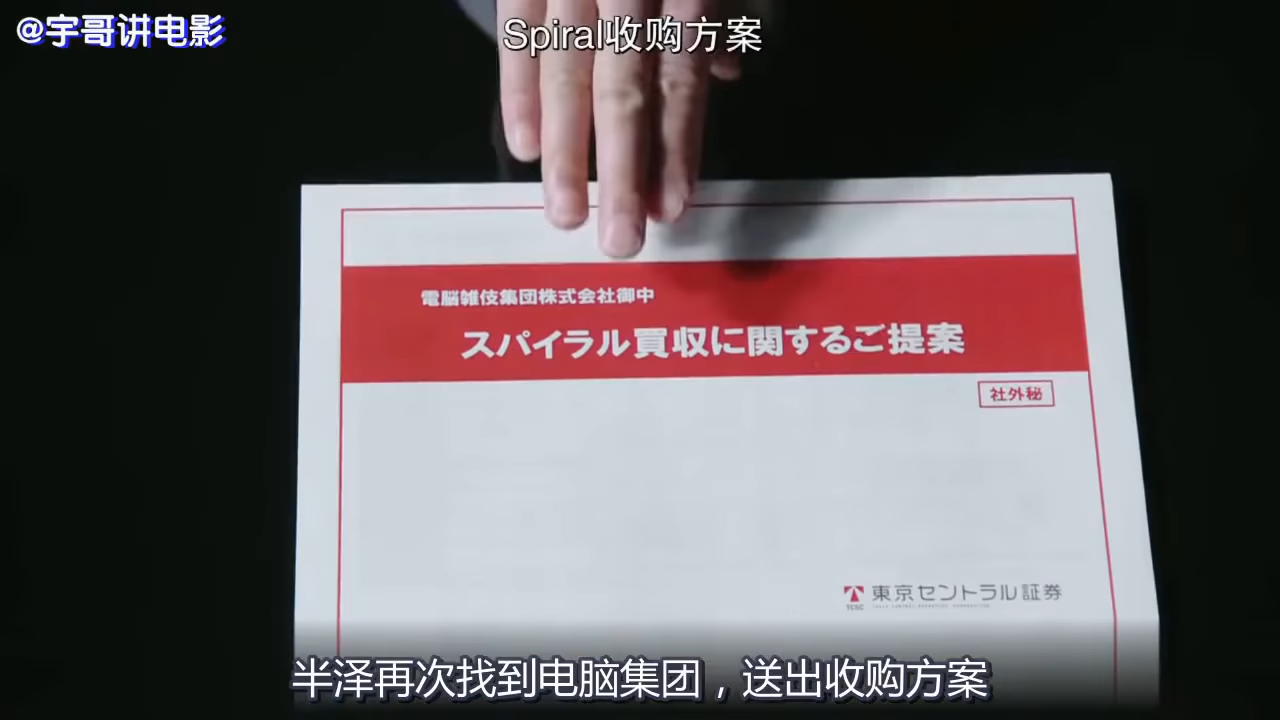 @宇哥讲电影
Spiral收购方案
電脳雑伎集団株式会社御中
スパイラル買収に関するご提案
社外秘
東京セントラル証券
TCSC
半泽再次找到电脑集团，送出收购方案